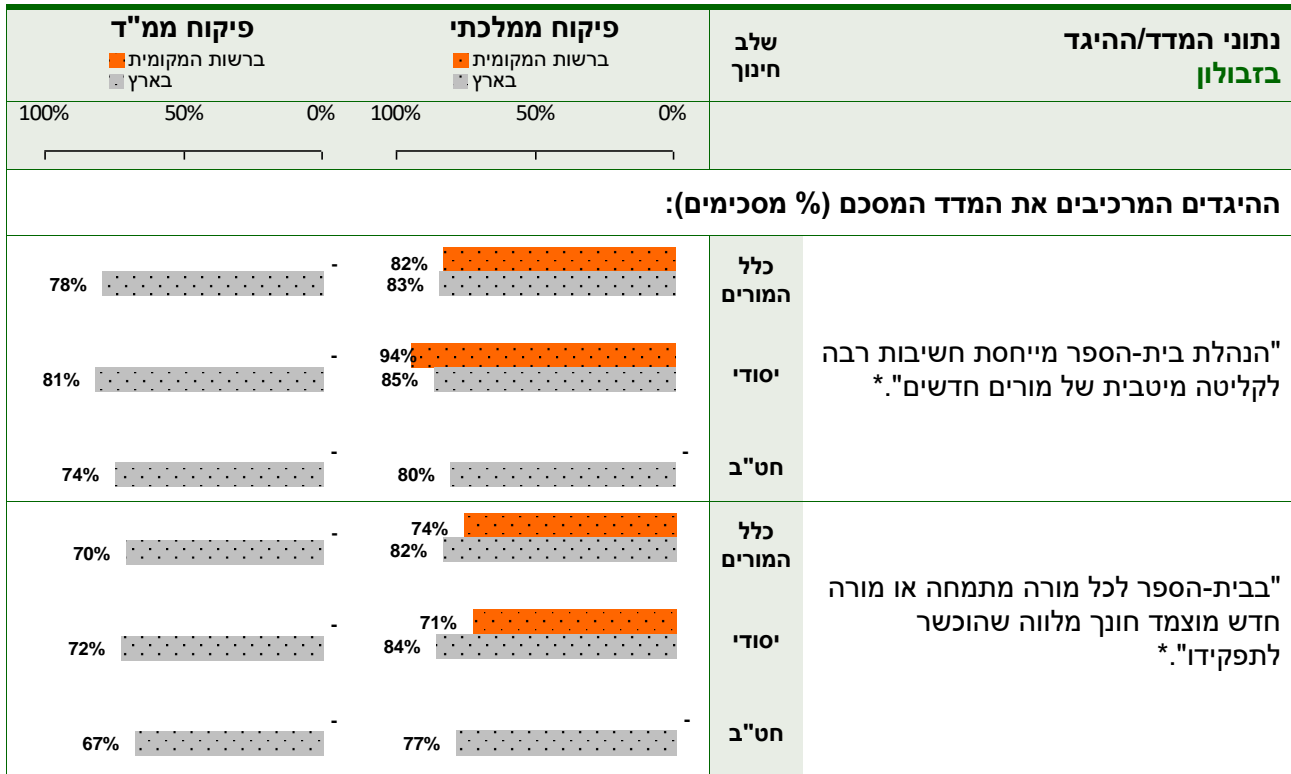 נתוני המדד/ההיגד
בזבולון
שלב
חינוך
פיקוח ממלכתי
ברשות המקומית
בארץ
פיקוח ממ"ד
ברשות המקומית
בארץ
0% 50% 100%
0% 50% 100%
ההיגדים המרכיבים את המדד המסכם (% מסכימים):
"הנהלת בית-הספר מייחסת חשיבות רבה
לקליטה מיטבית של מורים חדשים".*
כלל
המורים
82%
83%
-
78%
יסודי
94%
85%
-
81%
חט"ב
-
80%
-
74%
"בבית-הספר לכל מורה מתמחה או מורה
חדש מוצמד חונך מלווה שהוכשר
לתפקידו".*
כלל
המורים
74%
82%
-
70%
יסודי
71%
84%
-
72%
חט"ב
-
77%
-
67%